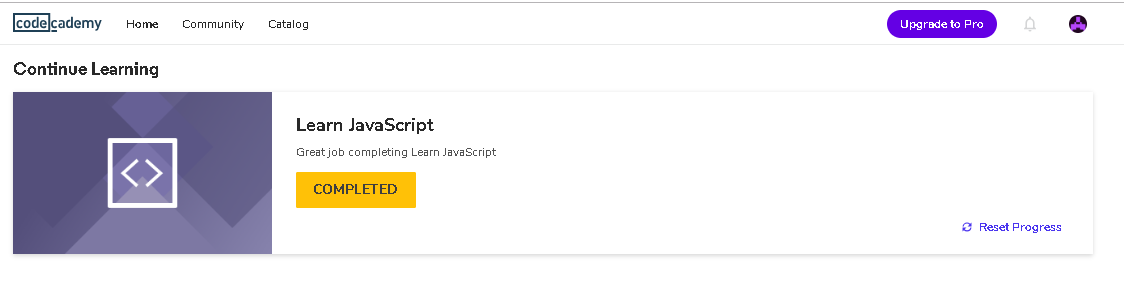 codecademy Home Community Catalog Upgrade to Pro
Continue Learning
Learn JavaScript
Great job completing Learn JavaScript
COMPLETED
Reset Progress